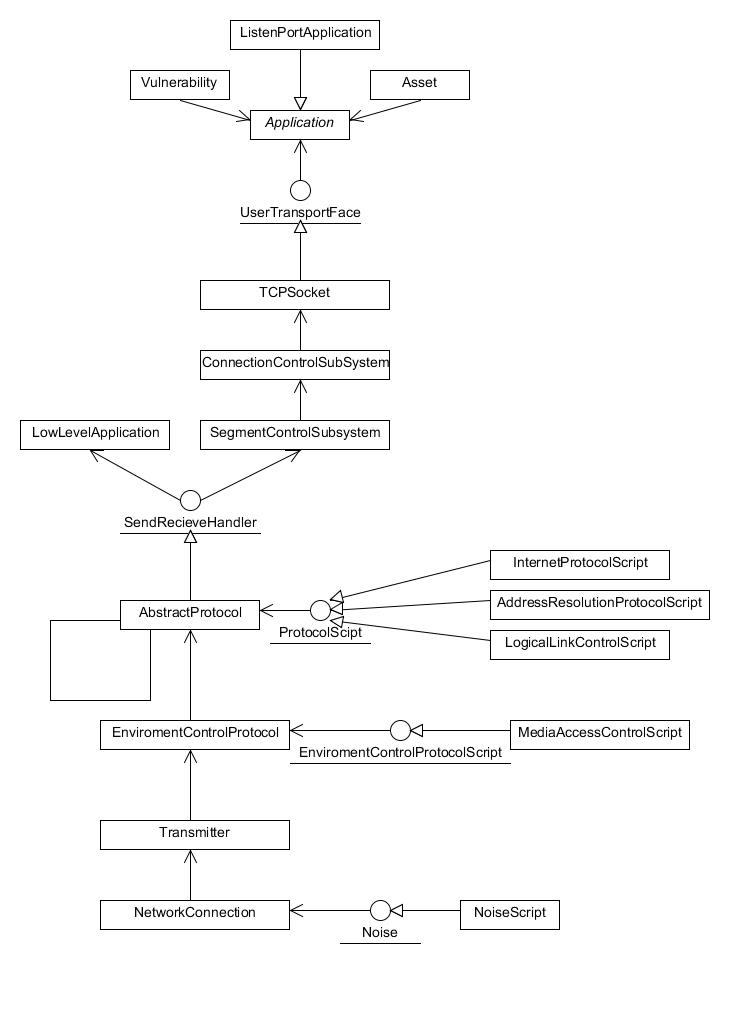 ListenPortApplication
Vulnerability
Asset
Application
UserTransportFace
TCPSocket
ConnectionControlSubSystem
LowLevelApplication
SegmentControlSubsystem
SendRecieveHandler
InternetProtocolScript
AbstractProtocol
AddressResolutionProtocolScript
ProtocolScipt
LogicalLinkControlScript
EnviromentControlProtocol
MediaAccessControlScript
EnviromentControlProtocolScript
Transmitter
NetworkConnection
NoiseScript
Noise